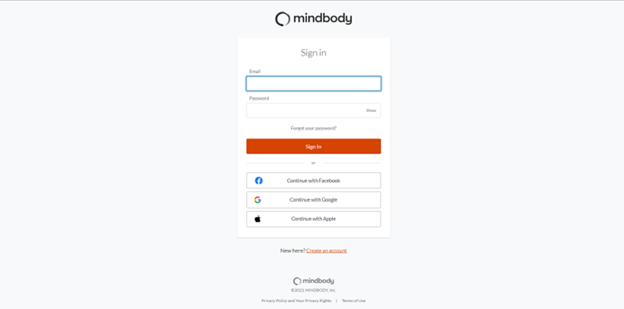 mindbody
Sign in
Email
Password
Show
Forgot your password?
Sign In
or
Continue with Facebook
Continue with Google
Continue with Apple
New here? Create an account
mindbody
©2021 MINDBODY, Inc.
Privacy Policy and Your Privacy Rights | Terms of Use